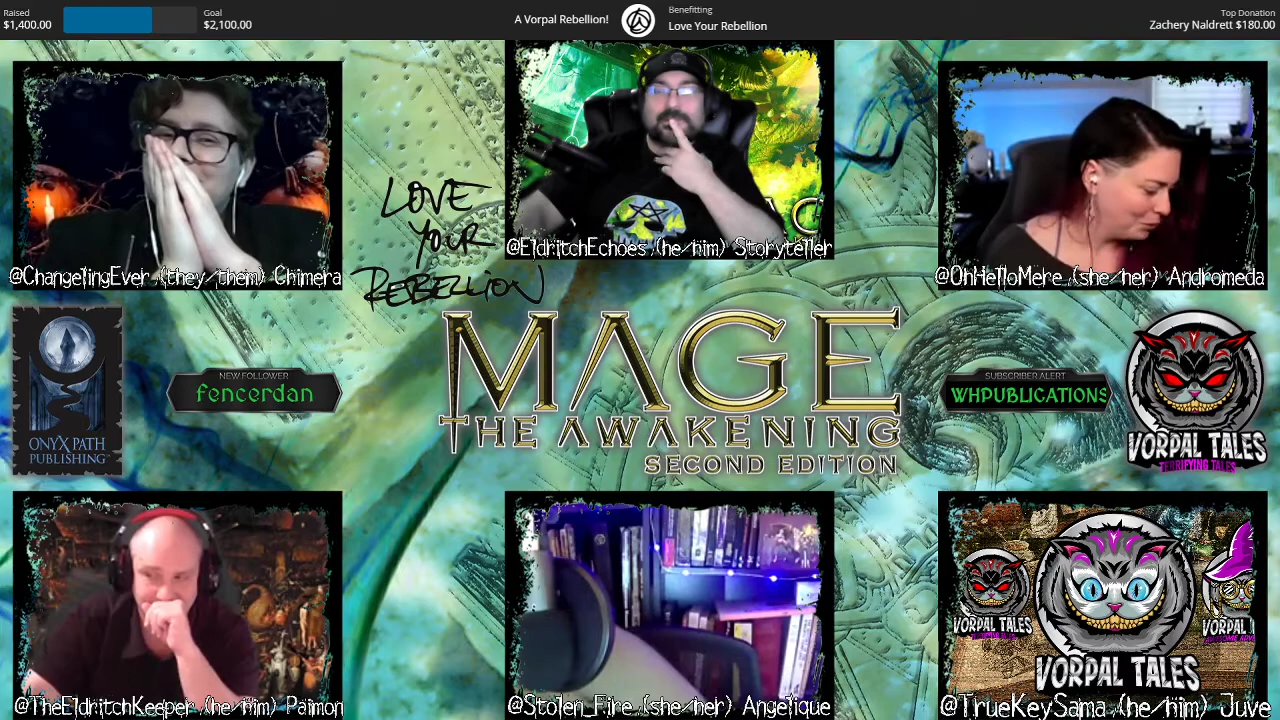 Raised
$1,400.00
Goal
$2,100.00
A Vorpal Rebellion!
Benefitting
Love Your Rebellion
Top Donation
Zachery Naldrett $180.00
@ChangelingEver (they/them) Chimera
LOVE
YOUR
REBELLION
@EldritchEchoes (he/him) Storyteller
@OhHelloMere (she/her) Andromeda
ONYX PATH
PUBLISHING
NEW FOLLOWER
fencerdan
MAGE
THE AWAKENING
SECOND EDITION
SUBSCRIBER ALERT
WHPUBLICATIONS
VORPAL TALES
TERRIFYING TALES
@TheEldritchKeeper (he/him) Paimon
@Stolen_Fire (she/her) Angelique
VORPAL TALES
VORPAL TALES
VORPAL T
@TrueKeySama (he/him) Juve